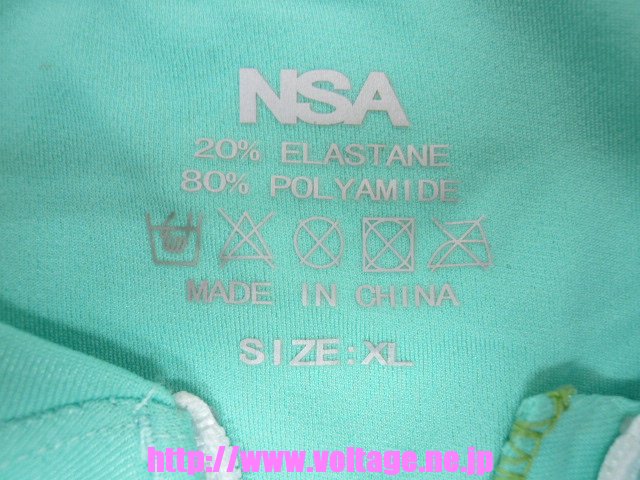 NSA
20% ELASTANE
80% POLYAMIDE
MADE IN CHINA
SIZE:XL
http://www.voltage.ne.jp